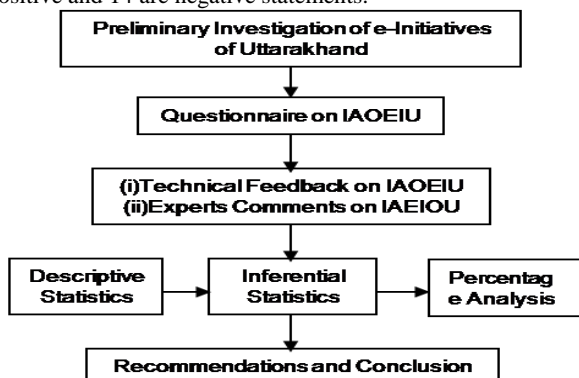 ositive and 14 are negative statements.
Preliminary Investigation of e-Initiatives
of Uttarakhand
Questionnaire on IAOEIU
(i)Technical Feedback on IAOEIU
(ii)Experts Comments on IAEIOU
Descriptive
Statistics
Inferential
Statistics
Percentag
e Analysis
Recommendations and Conclusion